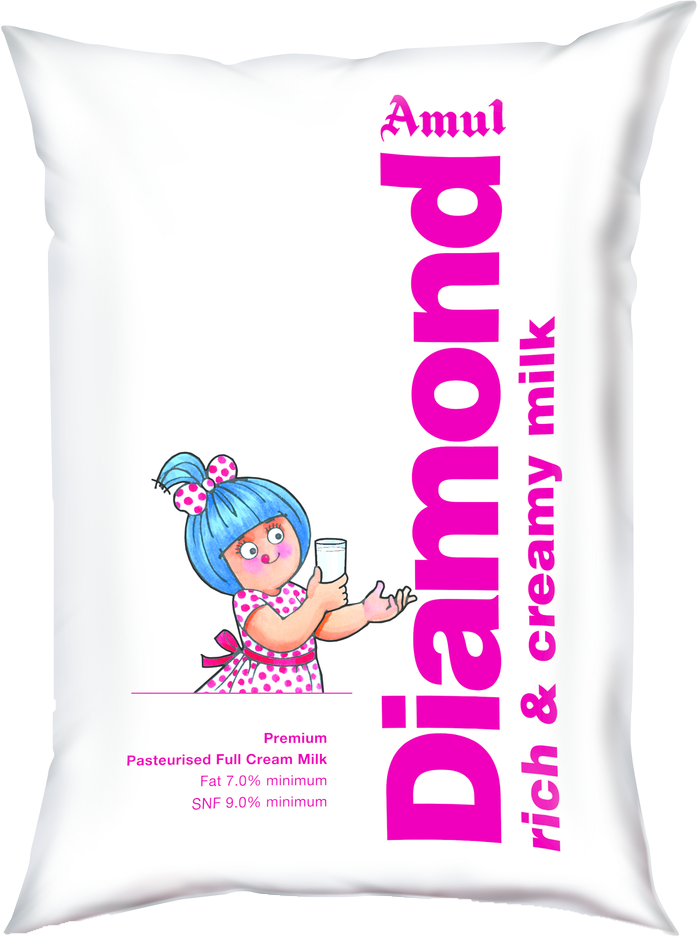 Amul
Diamond
rich & creamy milk
Premium
Pasteurised Full Cream Milk
Fat 7.0% minimum
SNF 9.0% minimum